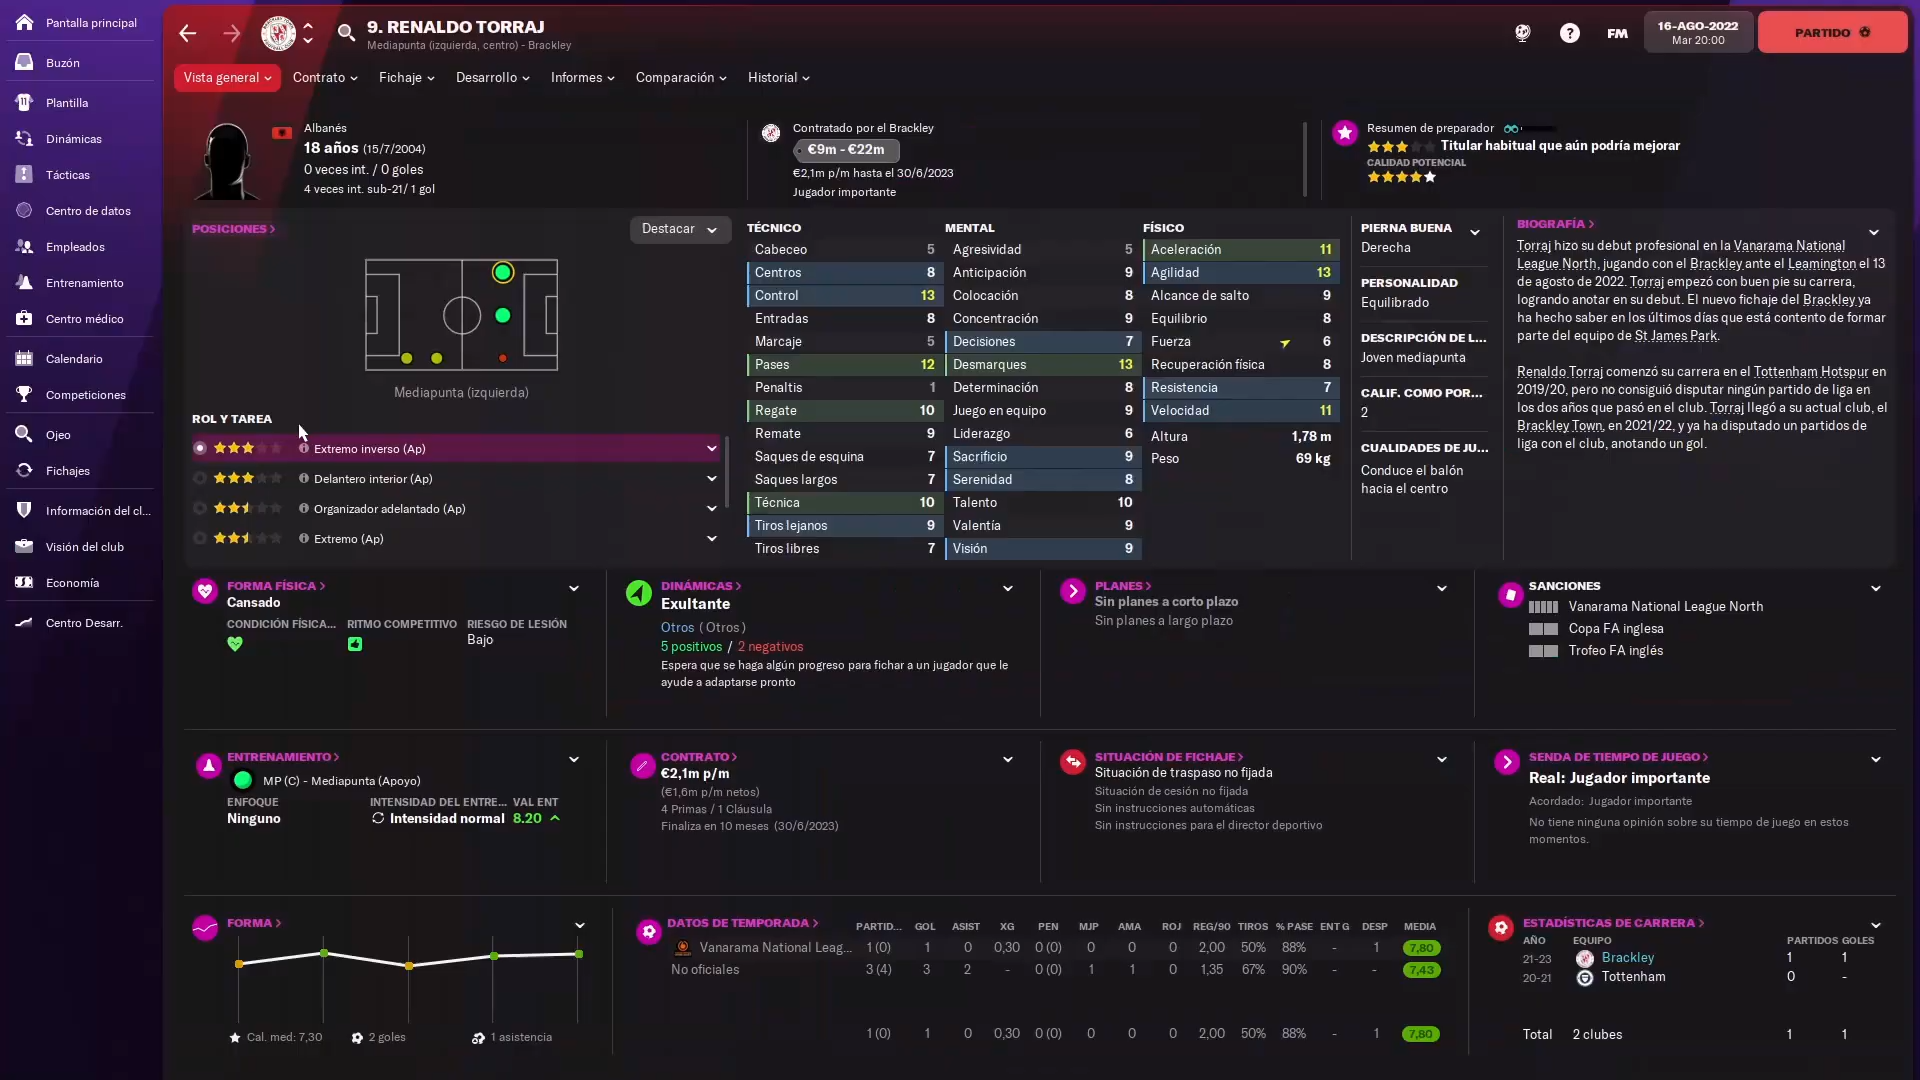 Pantalla principal
Buzón
Plantilla
Dinámicas
Tácticas
Centro de datos
Empleados
Entrenamiento
Centro médico
Calendario
Competiciones
Ojeo
Fichajes
Información del cl...
Visión del club
Economía
Centro Desarr.
9. RENALDO TORRAJ
Mediapunta (izquierda, centro) - Brackley
FM
16-AGO-2022
Mar 20:00
PARTIDO
Vista general
Contrato
Fichaje
Desarrollo
Informes
Comparación
Historial
Albanés
18 años (15/7/2004)
0 veces int. / 0 goles
4 veces int. sub-21/ 1 gol
Contratado por el Brackley
€9m - €22m
€2,1m p/m hasta el 30/6/2023
Jugador importante
Resumen de preparador
Titular habitual que aún podría mejorar
CALIDAD POTENCIAL
POSICIONES >
Destacar
Mediapunta (izquierda)
ROL Y TAREA
Extremo inverso (Ap)
Delantero interior (Ap)
Organizador adelantado (Ap)
Extremo (Ap)
TÉCNICO
Cabeceo 5
Centros 8
Control 13
Entradas 8
Marcaje 5
Pases 12
Penaltis 1
Regate 10
Remate 9
Saques de esquina 7
Saques largos 7
Técnica 10
Tiros lejanos 9
Tiros libres 7
MENTAL
Agresividad 5
Anticipación 9
Colocación 8
Concentración 9
Decisiones 7
Desmarques 13
Determinación 8
Juego en equipo 9
Liderazgo 6
Sacrificio 9
Serenidad 8
Talento 10
Valentía 9
Visión 9
FÍSICO
Aceleración 11
Agilidad 13
Alcance de salto 9
Equilibrio 8
Fuerza 6
Recuperación física 8
Resistencia 7
Velocidad 11
Altura 1,78 m
Peso 69 kg
PIERNA BUENA
Derecha
PERSONALIDAD
Equilibrado
DESCRIPCIÓN DE L...
Joven mediapunta
CALIF. COMO POR...
2
CUALIDADES DE JU...
Conduce el balón
hacia el centro
BIOGRAFÍA >
Torraj hizo su debut profesional en la Vanarama National
League North, jugando con el Brackley ante el Leamington el 13
de agosto de 2022. Torraj empezó con buen pie su carrera,
logrando anotar en su debut. El nuevo fichaje del Brackley ya
ha hecho saber en los últimos días que está contento de formar
parte del equipo de St James Park.
Renaldo Torraj comenzó su carrera en el Tottenham Hotspur en
2019/20, pero no consiguió disputar ningún partido de liga en
los dos años que pasó en el club. Torraj llegó a su actual club, el
Brackley Town, en 2021/22, y ya ha disputado un partidos de
liga con el club, anotando un gol.
FORMA FÍSICA >
Cansado
CONDICIÓN FÍSICA... RITMO COMPETITIVO RIESGO DE LESIÓN
Bajo
DINÁMICAS >
Exultante
Otros ( Otros )
5 positivos / 2 negativos
Espera que se haga algún progreso para fichar a un jugador que le
ayude a adaptarse pronto
PLANES >
Sin planes a corto plazo
Sin planes a largo plazo
SANCIONES
Vanarama National League North
Copa FA inglesa
Trofeo FA inglés
ENTRENAMIENTO >
MP (C) - Mediapunta (Apoyo)
ENFOQUE INTENSIDAD DEL ENTRE... VAL ENT
Ninguno Intensidad normal 8.20
CONTRATO >
€2,1m p/m
(€1,6m p/m netos)
4 Primas / 1 Cláusula
Finaliza en 10 meses (30/6/2023)
SITUACIÓN DE FICHAJE >
Situación de traspaso no fijada
Situación de cesión no fijada
Sin instrucciones automáticas
Sin instrucciones para el director deportivo
SENDA DE TIEMPO DE JUEGO >
Real: Jugador importante
Acordado: Jugador importante
No tiene ninguna opinión sobre su tiempo de juego en estos
momentos.
FORMA >
Cal. med: 7,30 2 goles 1 asistencia
DATOS DE TEMPORADA > PARTID... GOL ASIST XG PEN MJP AMA ROJ REG/90 TIROS % PASE ENT G DESP MEDIA
Vanarama National Leag... 1 (0) 1 0 0,30 0 (0) 0 0 0 2,00 50% 88% - 1 7,80
No oficiales 3 (4) 3 2 - 0 (0) 1 1 0 1,35 67% 90% - - 7,43
1 (0) 1 0 0,30 0 (0) 0 0 0 2,00 50% 88% - 1 7,80
ESTADÍSTICAS DE CARRERA >
AÑO EQUIPO PARTIDOS GOLES
21-23 Brackley 1 1
20-21 Tottenham 0 -
Total 2 clubes 1 1